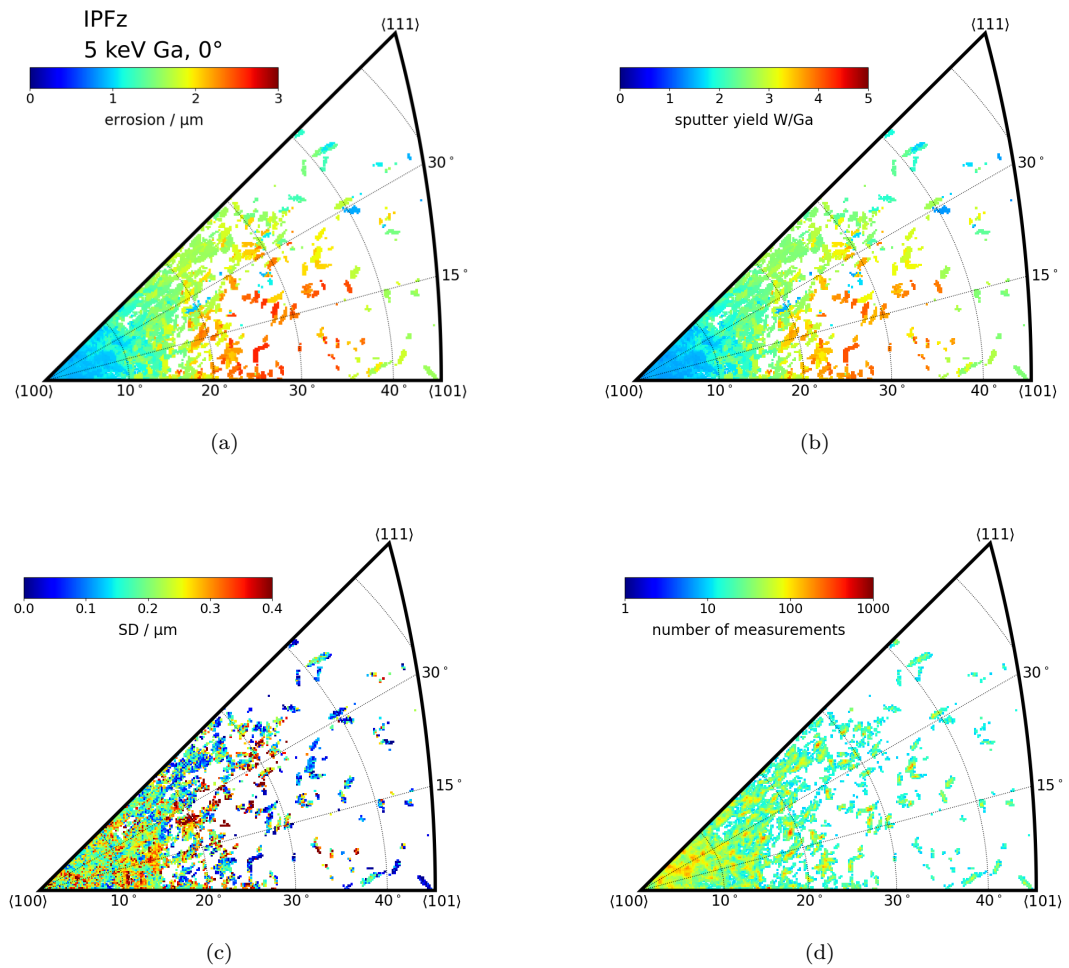 IPFz
5 keV Ga, 0°
0 1 2 3
errosion / µm
⟨111⟩
30°
15°
⟨100⟩ 10° 20° 30° 40° ⟨101⟩
(a)
0 1 2 3 4 5
sputter yield W/Ga
⟨111⟩
30°
15°
⟨100⟩ 10° 20° 30° 40° ⟨101⟩
(b)
0.0 0.1 0.2 0.3 0.4
SD / µm
⟨111⟩
30°
15°
⟨100⟩ 10° 20° 30° 40° ⟨101⟩
(c)
1 10 100 1000
number of measurements
⟨111⟩
30°
15°
⟨100⟩ 10° 20° 30° 40° ⟨101⟩
(d)